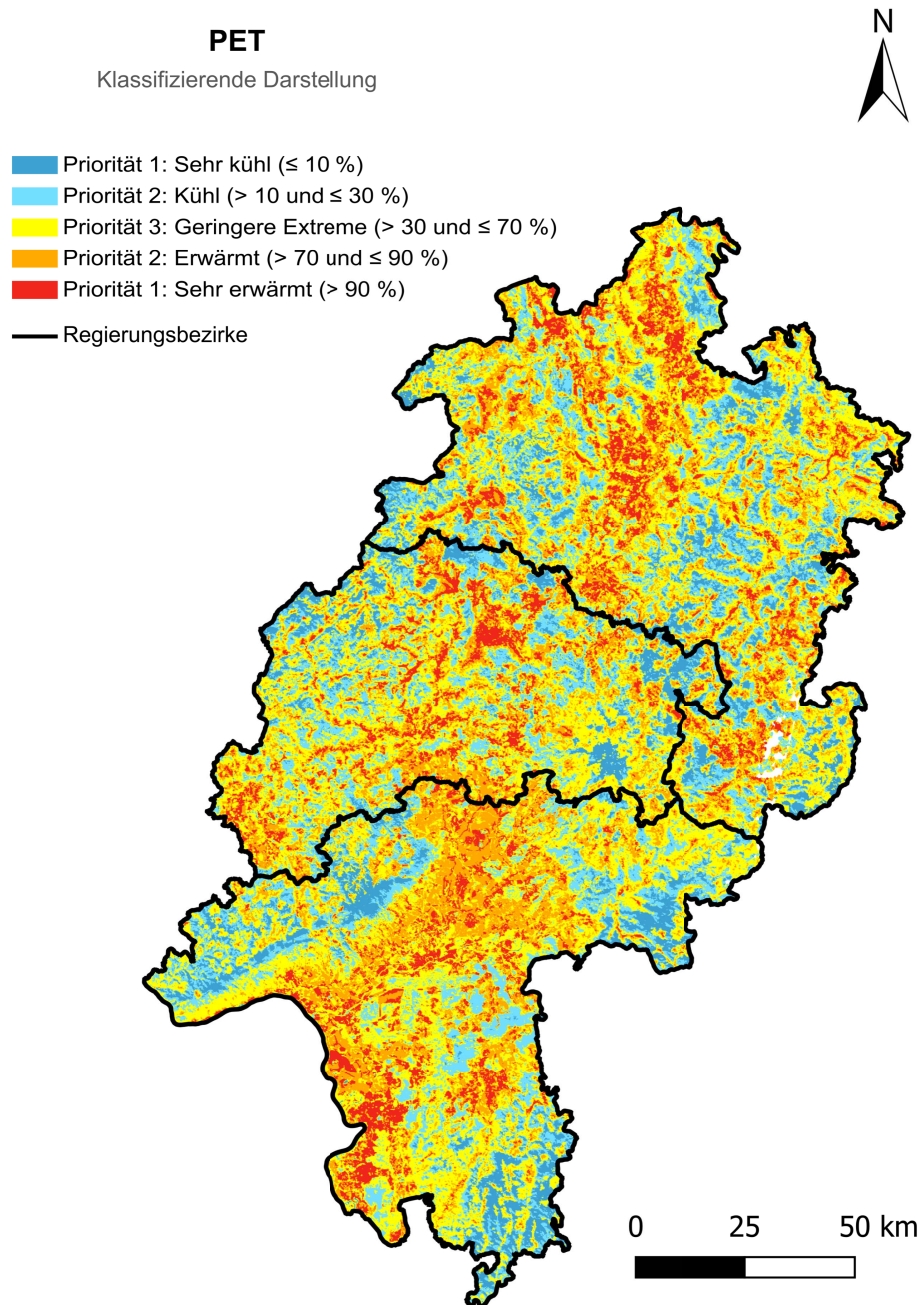 PET
Klassifizierende Darstellung
N
Priorität 1: Sehr kühl (≤ 10 %)
Priorität 2: Kühl (> 10 und ≤ 30 %)
Priorität 3: Geringere Extreme (> 30 und ≤ 70 %)
Priorität 2: Erwärmt (> 70 und ≤ 90 %)
Priorität 1: Sehr erwärmt (> 90 %)
Regierungsbezirke
0 25 50 km